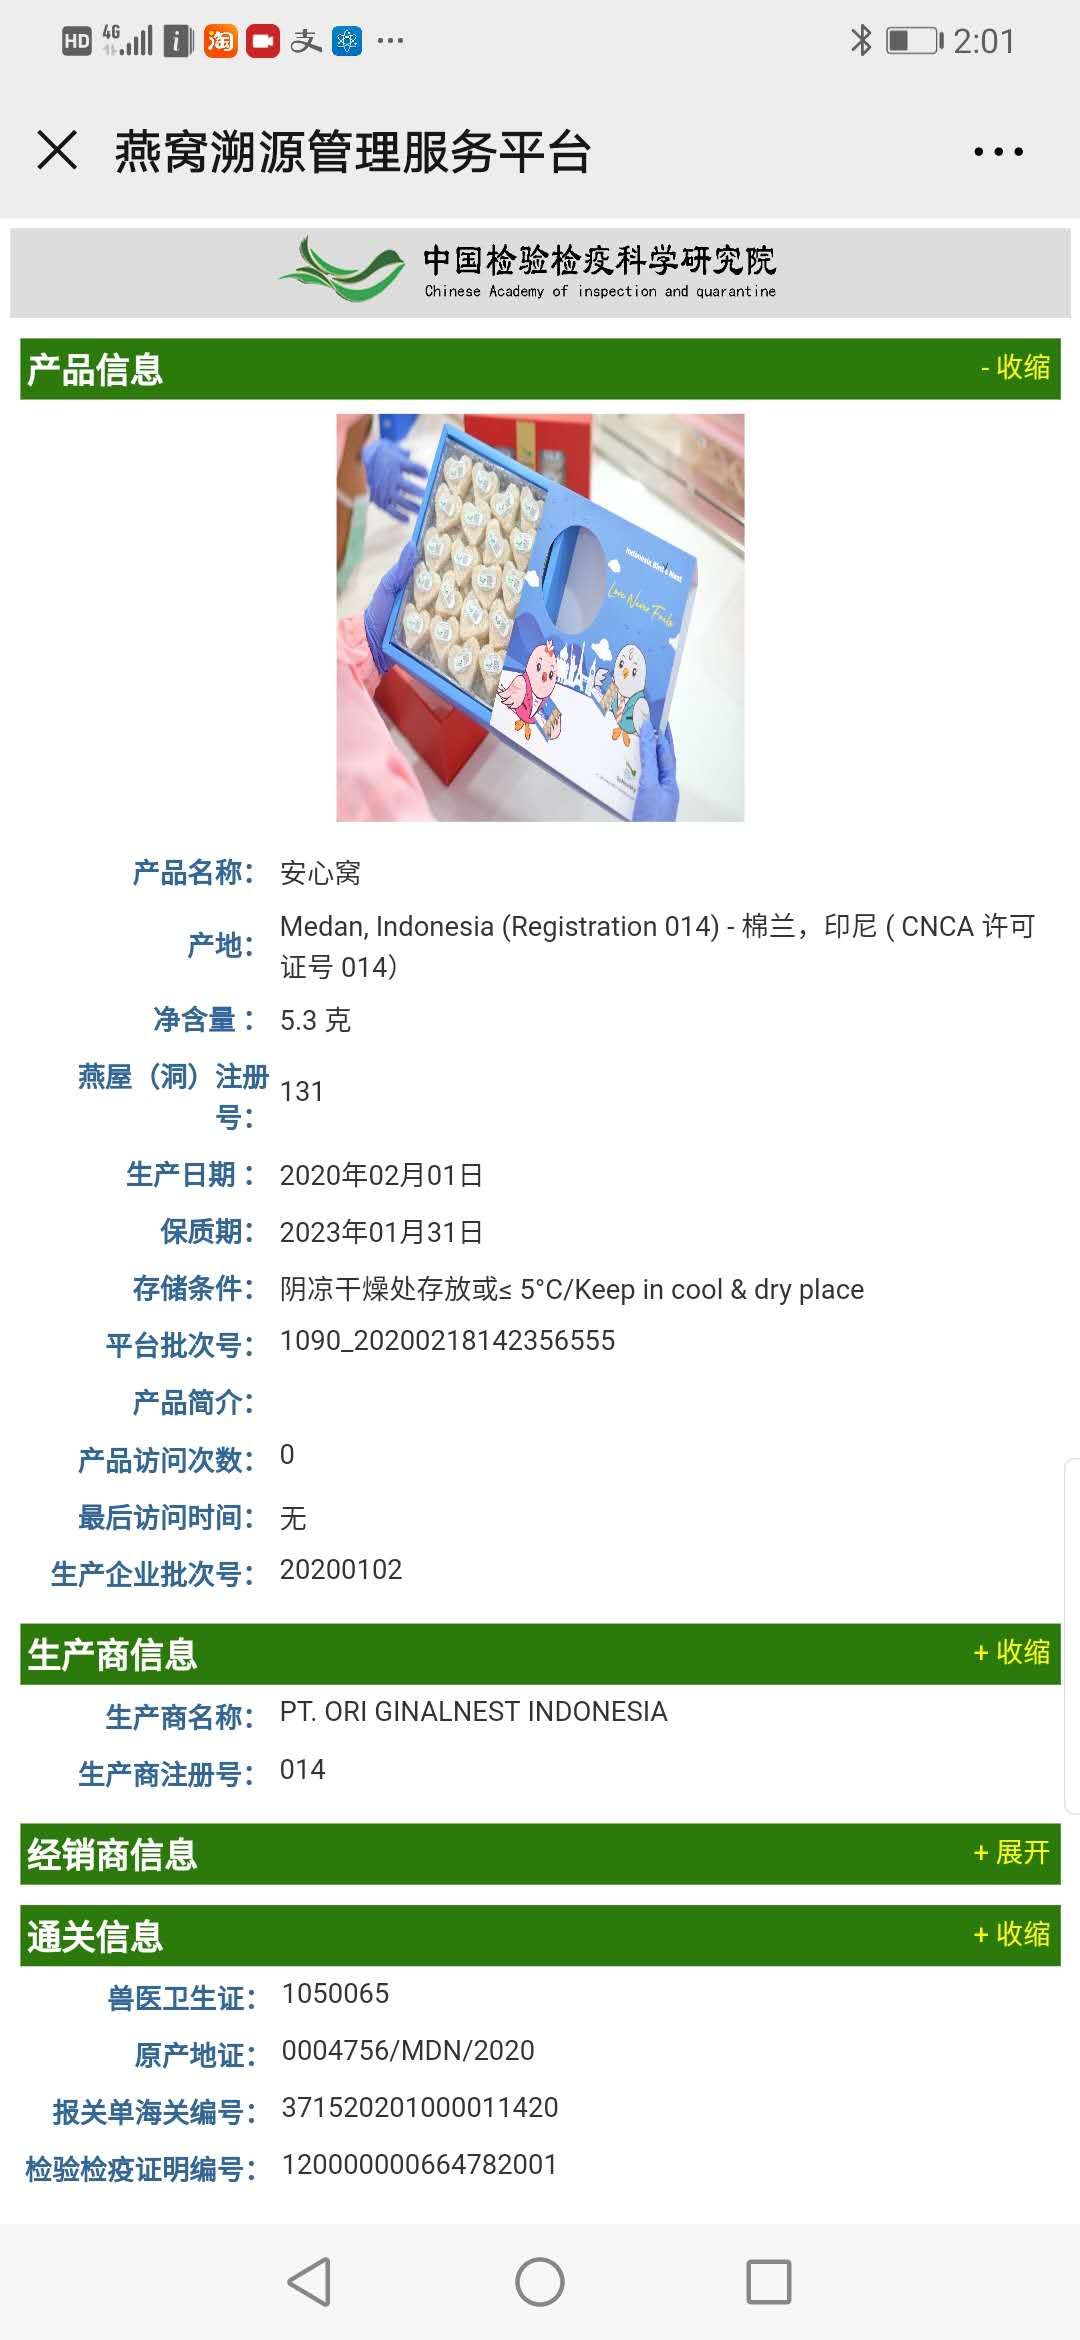 HD 4G 淘 支 2:01
燕窝溯源管理服务平台
中国检验检疫科学研究院
Chinese Academy of inspection and quarantine
产品信息 - 收缩
Indonesia Bird's Nest
Love Never Fails
产品名称： 安心窝
产地： Medan, Indonesia (Registration 014) - 棉兰，印尼 ( CNCA 许可
证号 014）
净含量： 5.3 克
燕屋（洞）注册
号： 131
生产日期： 2020年02月01日
保质期： 2023年01月31日
存储条件： 阴凉干燥处存放或≤ 5°C/Keep in cool & dry place
平台批次号： 1090_20200218142356555
产品简介：
产品访问次数： 0
最后访问时间： 无
生产企业批次号： 20200102
生产商信息 + 收缩
生产商名称： PT. ORI GINALNEST INDONESIA
生产商注册号： 014
经销商信息 + 展开
通关信息 + 收缩
兽医卫生证： 1050065
原产地证： 0004756/MDN/2020
报关单海关编号： 371520201000011420
检验检疫证明编号： 120000000664782001